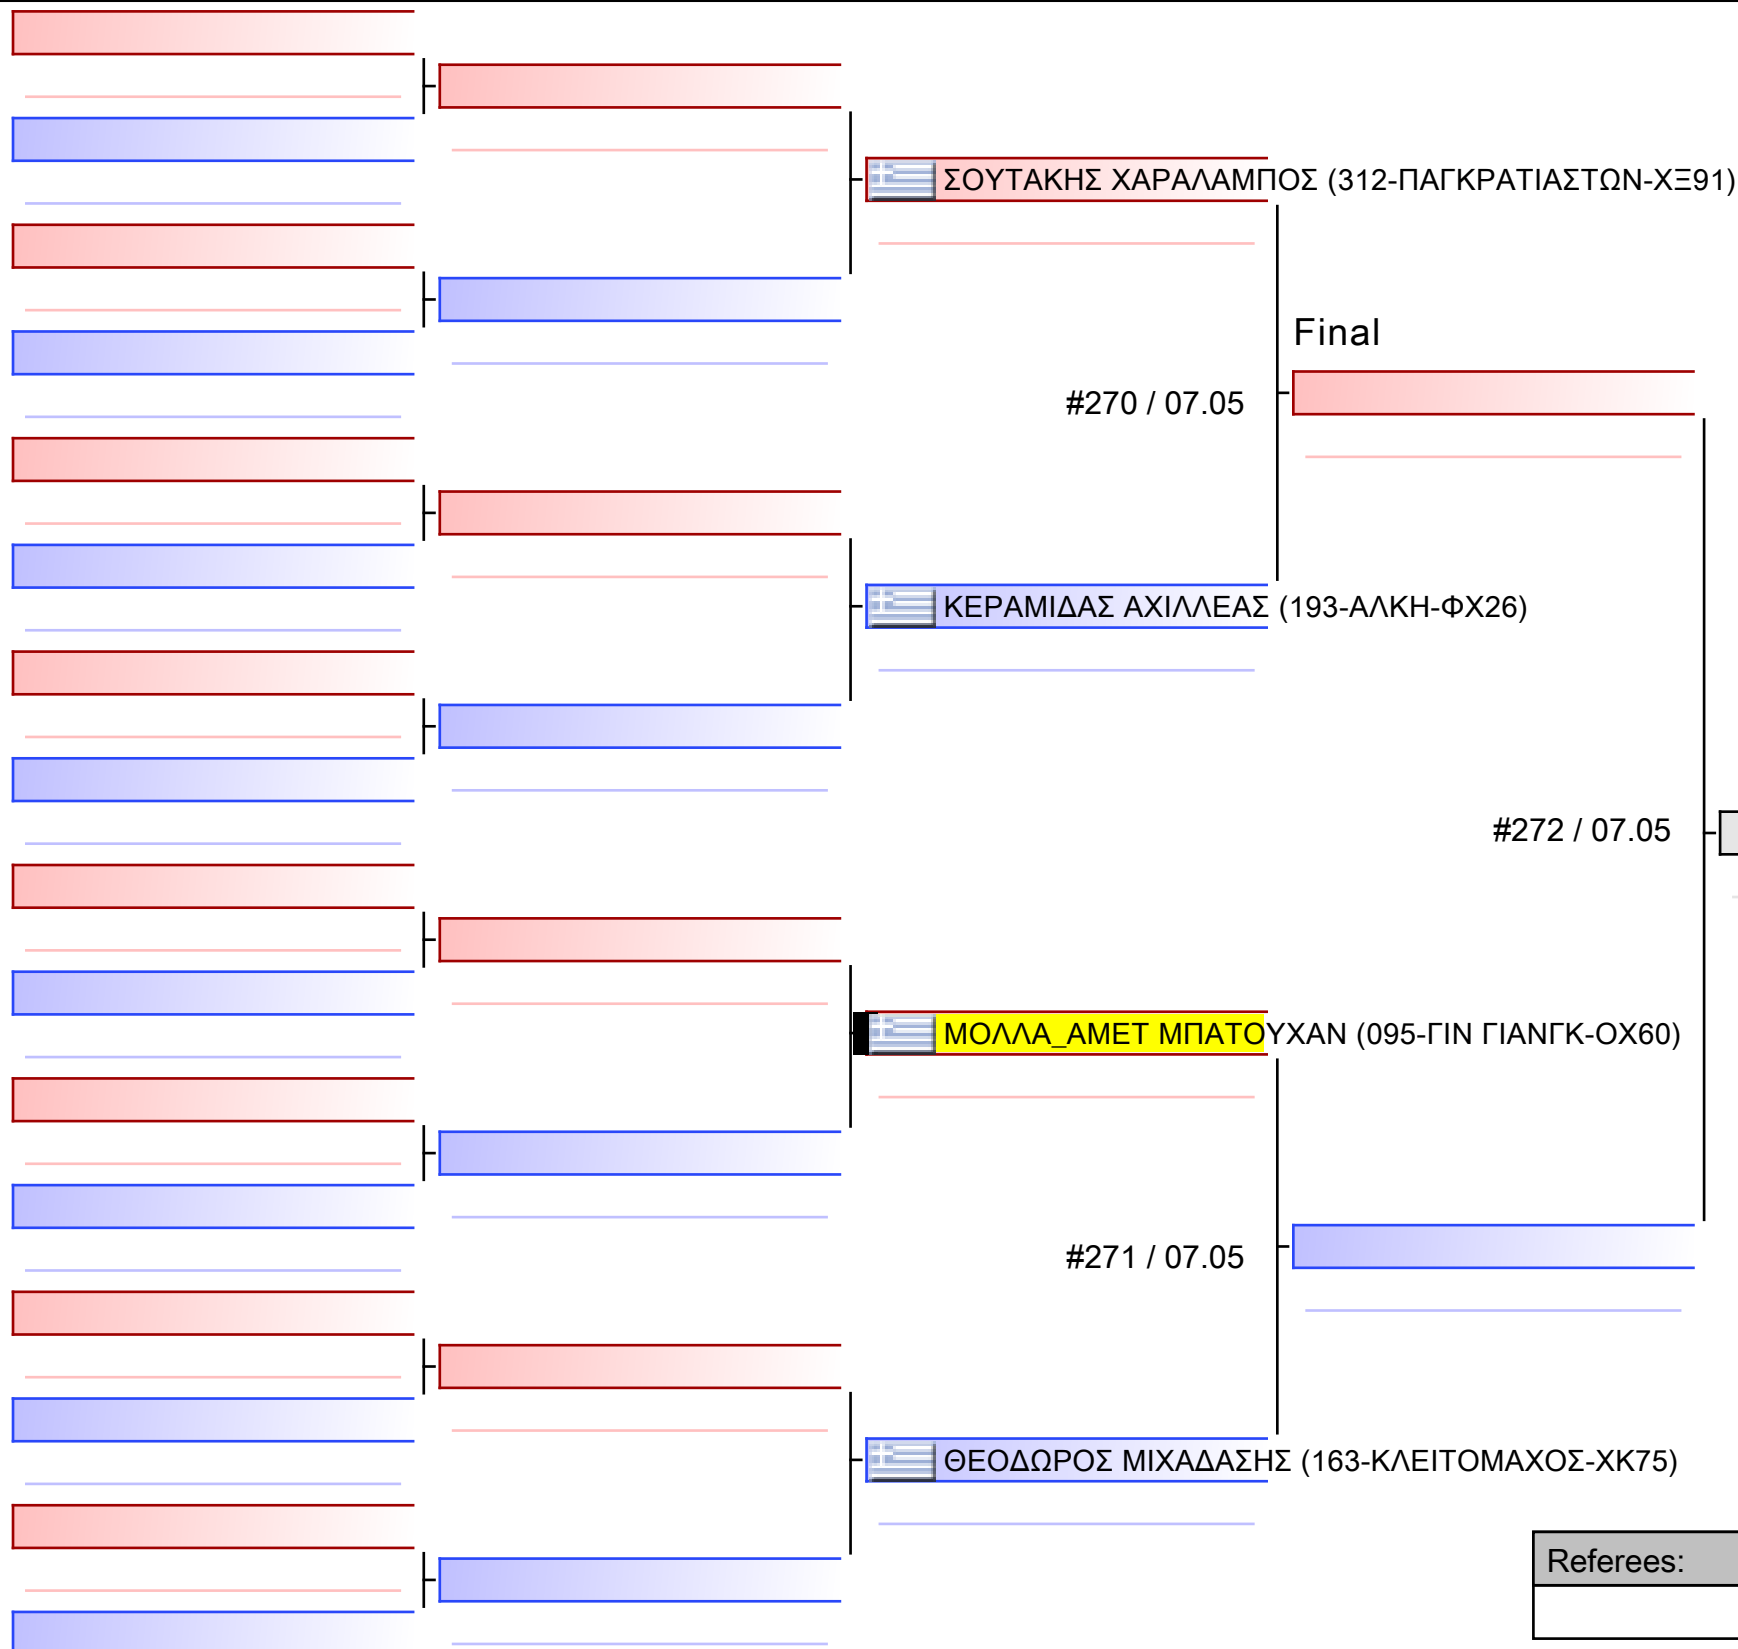 ΣΟΥΤΑΚΗΣ ΧΑΡΑΛΑΜΠΟΣ (312-ΠΑΓΚΡΑΤΙΑΣΤΩΝ-ΧΞ91)
Final
#270 / 07.05
ΚΕΡΑΜΙΔΑΣ ΑΧΙΛΛΕΑΣ (193-ΑΛΚΗ-ΦΧ26)
#272 / 07.05
ΜΟΛΛΑ_ΑΜΕΤ ΜΠΑΤΟΥΧΑΝ (095-ΓΙΝ ΓΙΑΝΓΚ-ΟΧ60)
#271 / 07.05
ΘΕΟΔΩΡΟΣ ΜΙΧΑΔΑΣΗΣ (163-ΚΛΕΙΤΟΜΑΧΟΣ-ΧΚ75)
Referees: